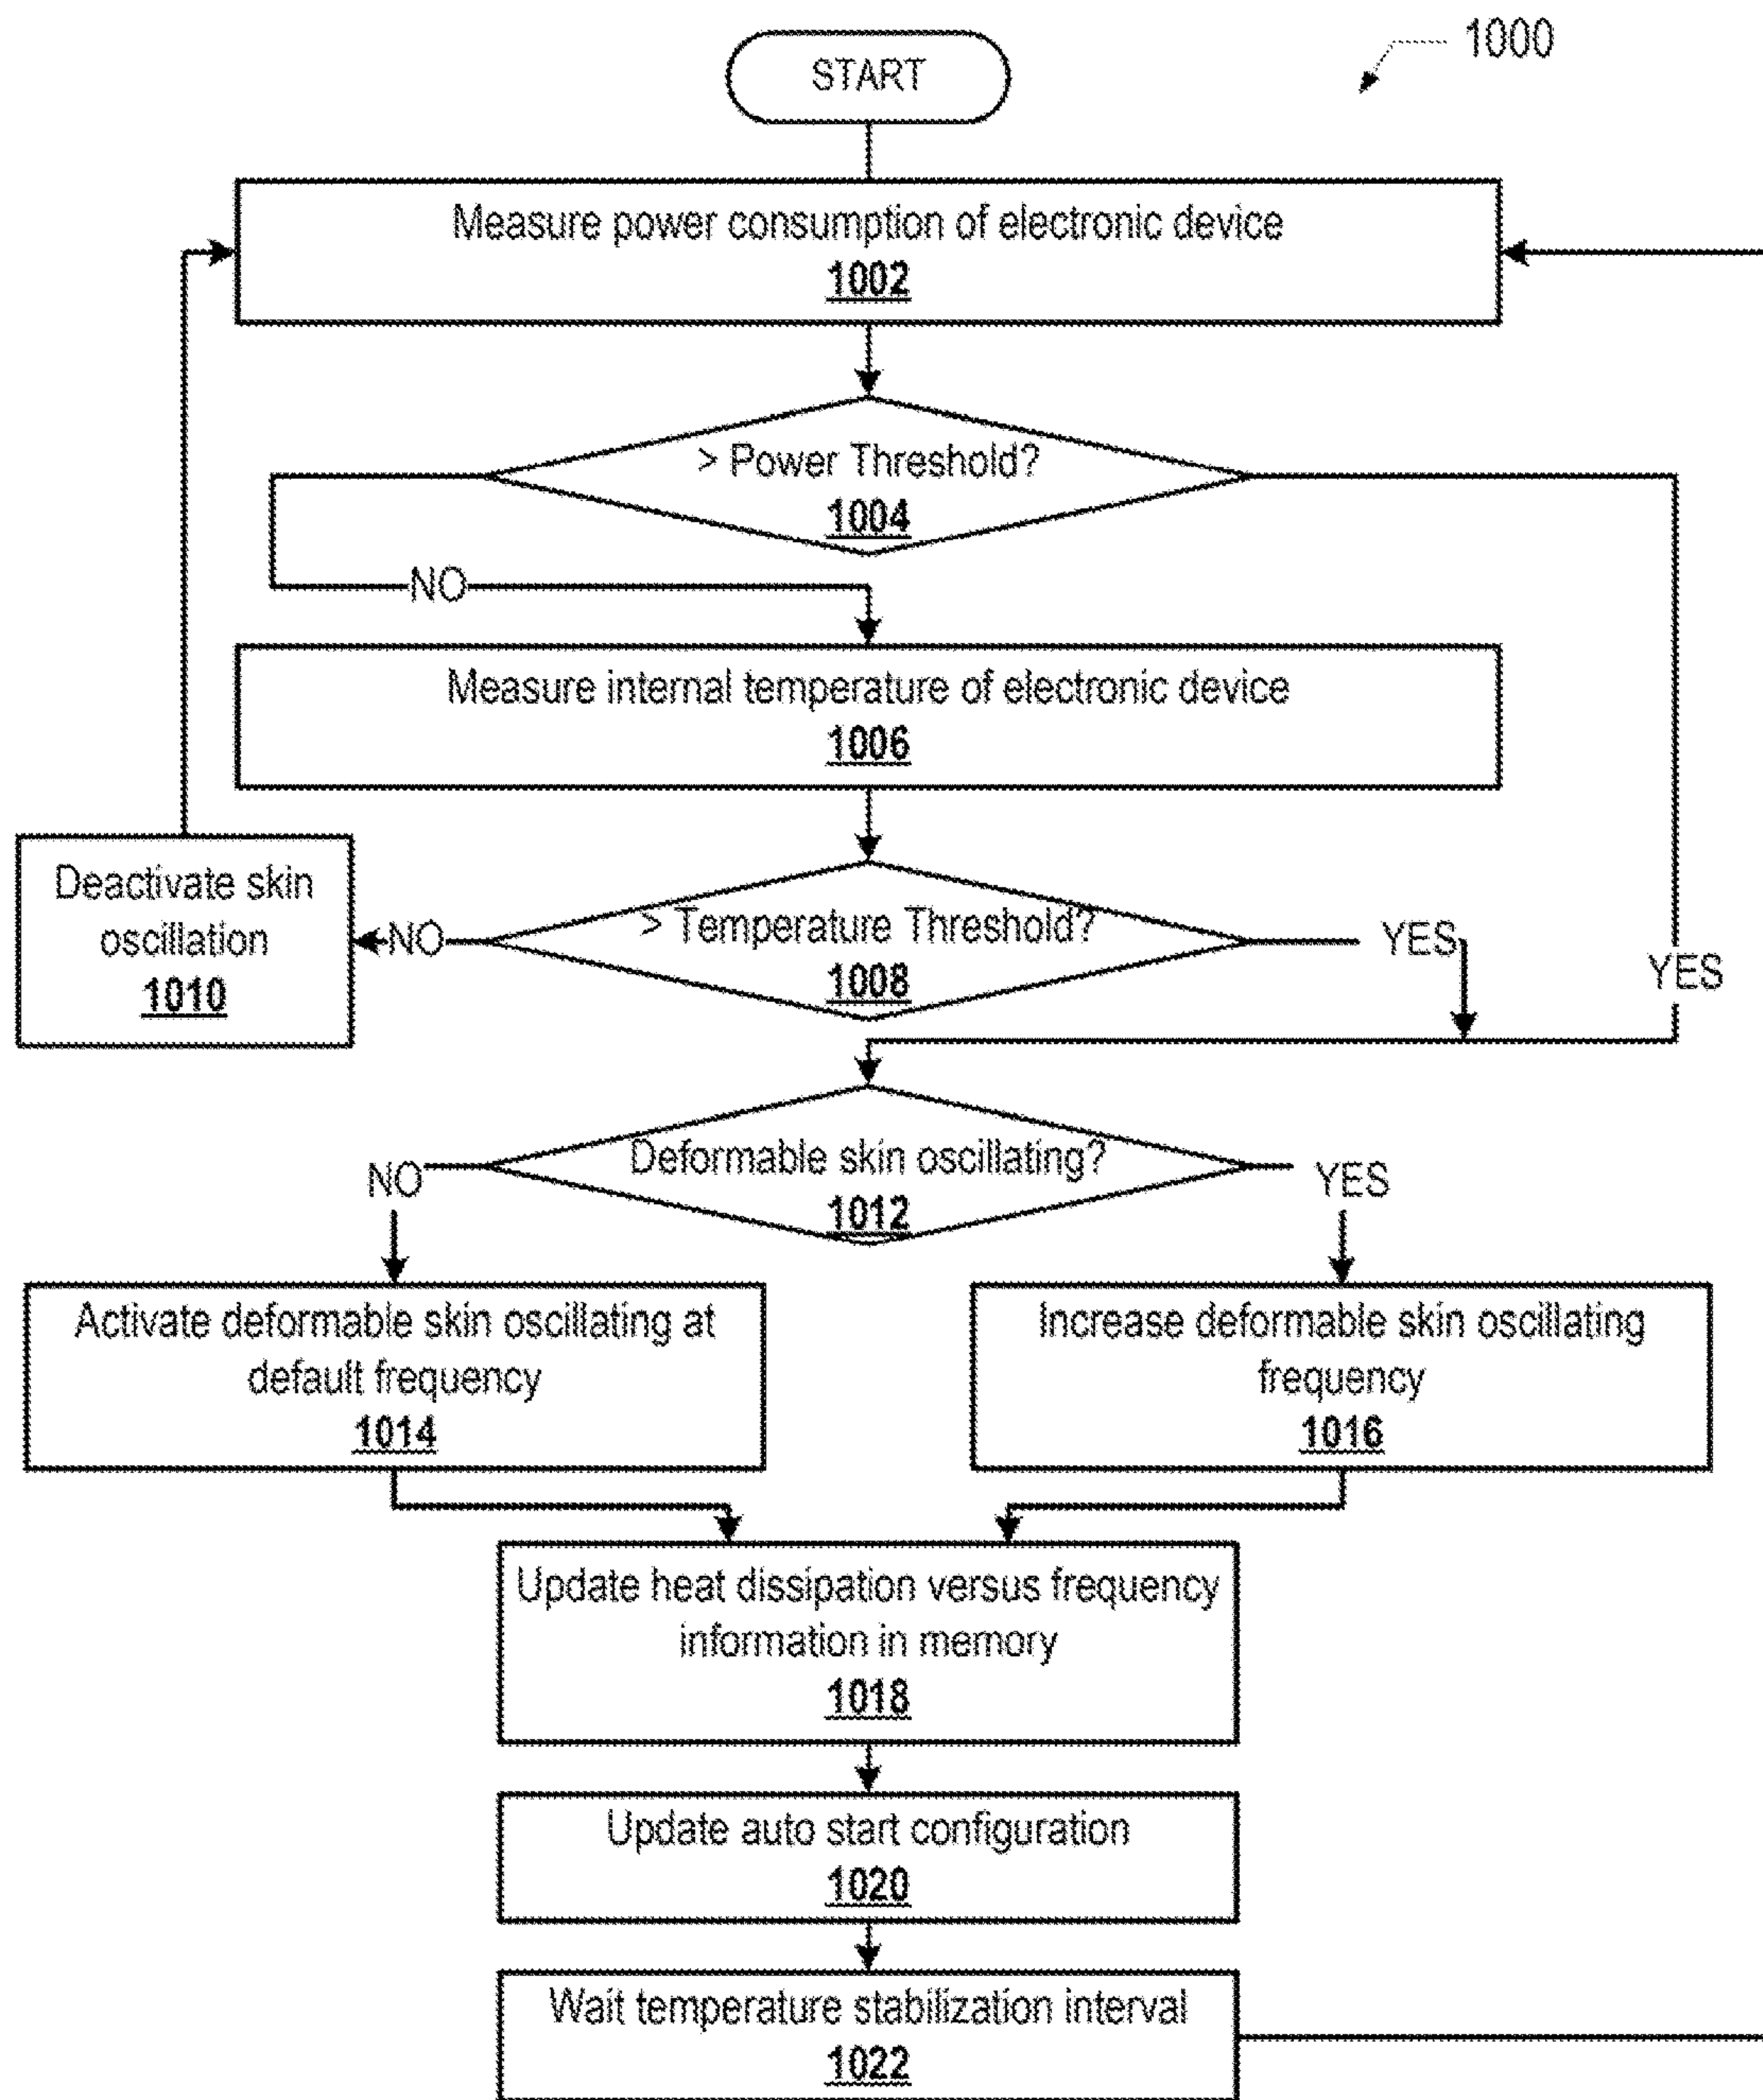 1000
START
Measure power consumption of electronic device
1002
> Power Threshold?
1004
NO
Measure internal temperature of electronic device
1006
Deactivate skin
oscillation
1010
NO
> Temperature Threshold?
1008
YES
YES
Deformable skin oscillating?
1012
NO
YES
Activate deformable skin oscillating at
default frequency
1014
Increase deformable skin oscillating
frequency
1016
Update heat dissipation versus frequency
information in memory
1018
Update auto start configuration
1020
Wait temperature stabilization interval
1022